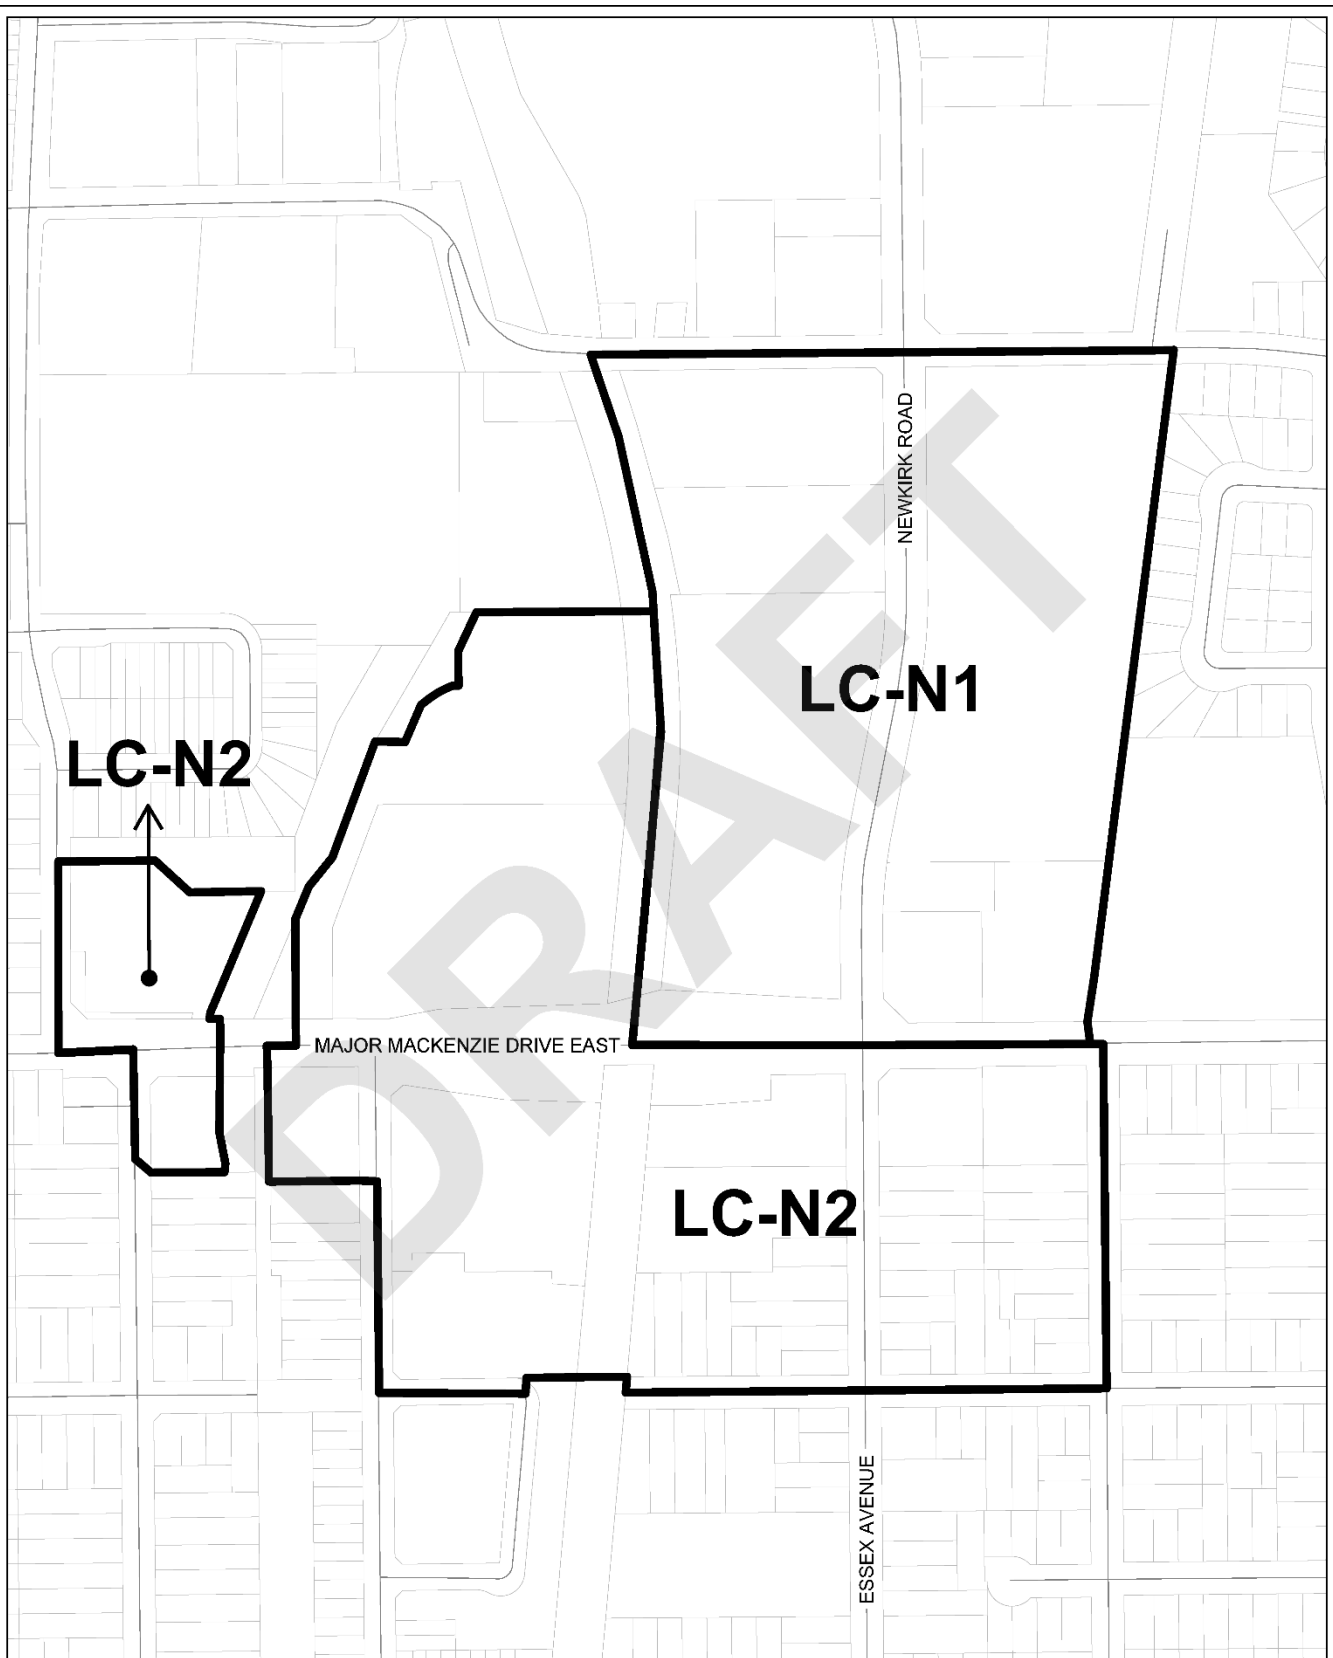 NEWKIRK ROAD
LC-N1
LC-N2
MAJOR MACKENZIE DRIVE EAST
LC-N2
ESSEX AVENUE
DRAFT